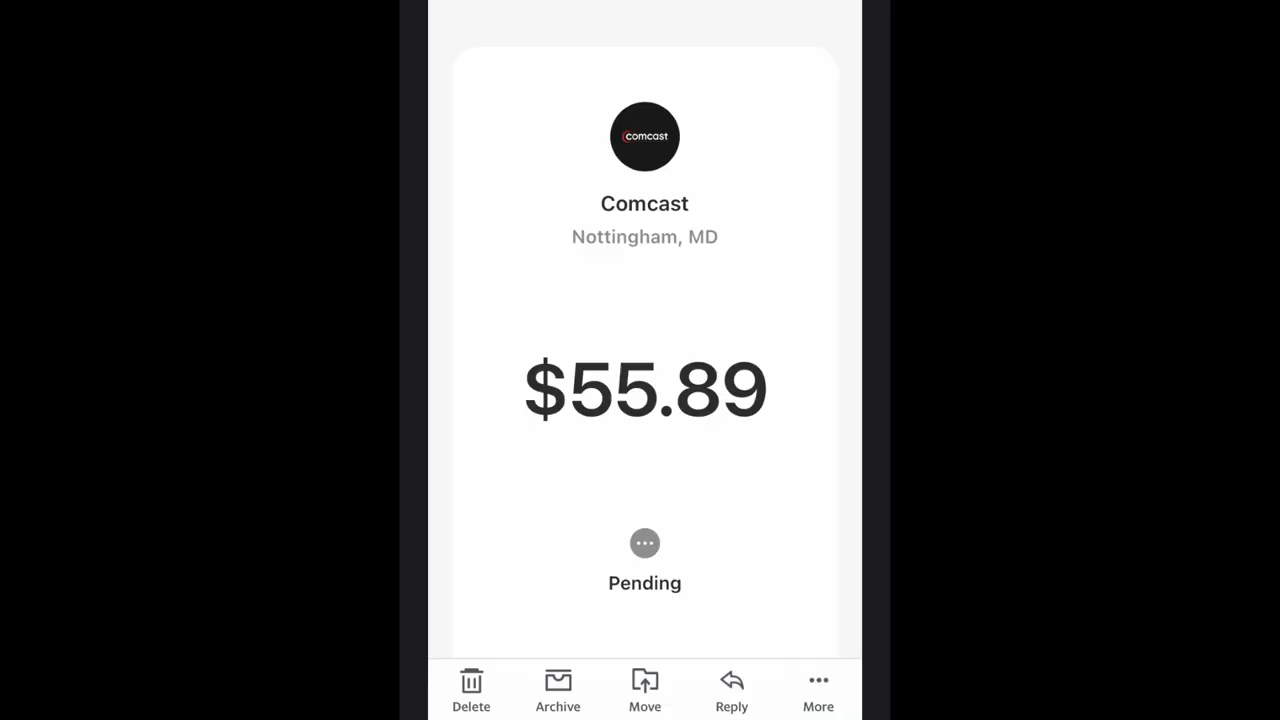 comcast
Comcast
Nottingham, MD
$55.89
Pending
Delete Archive Move Reply More